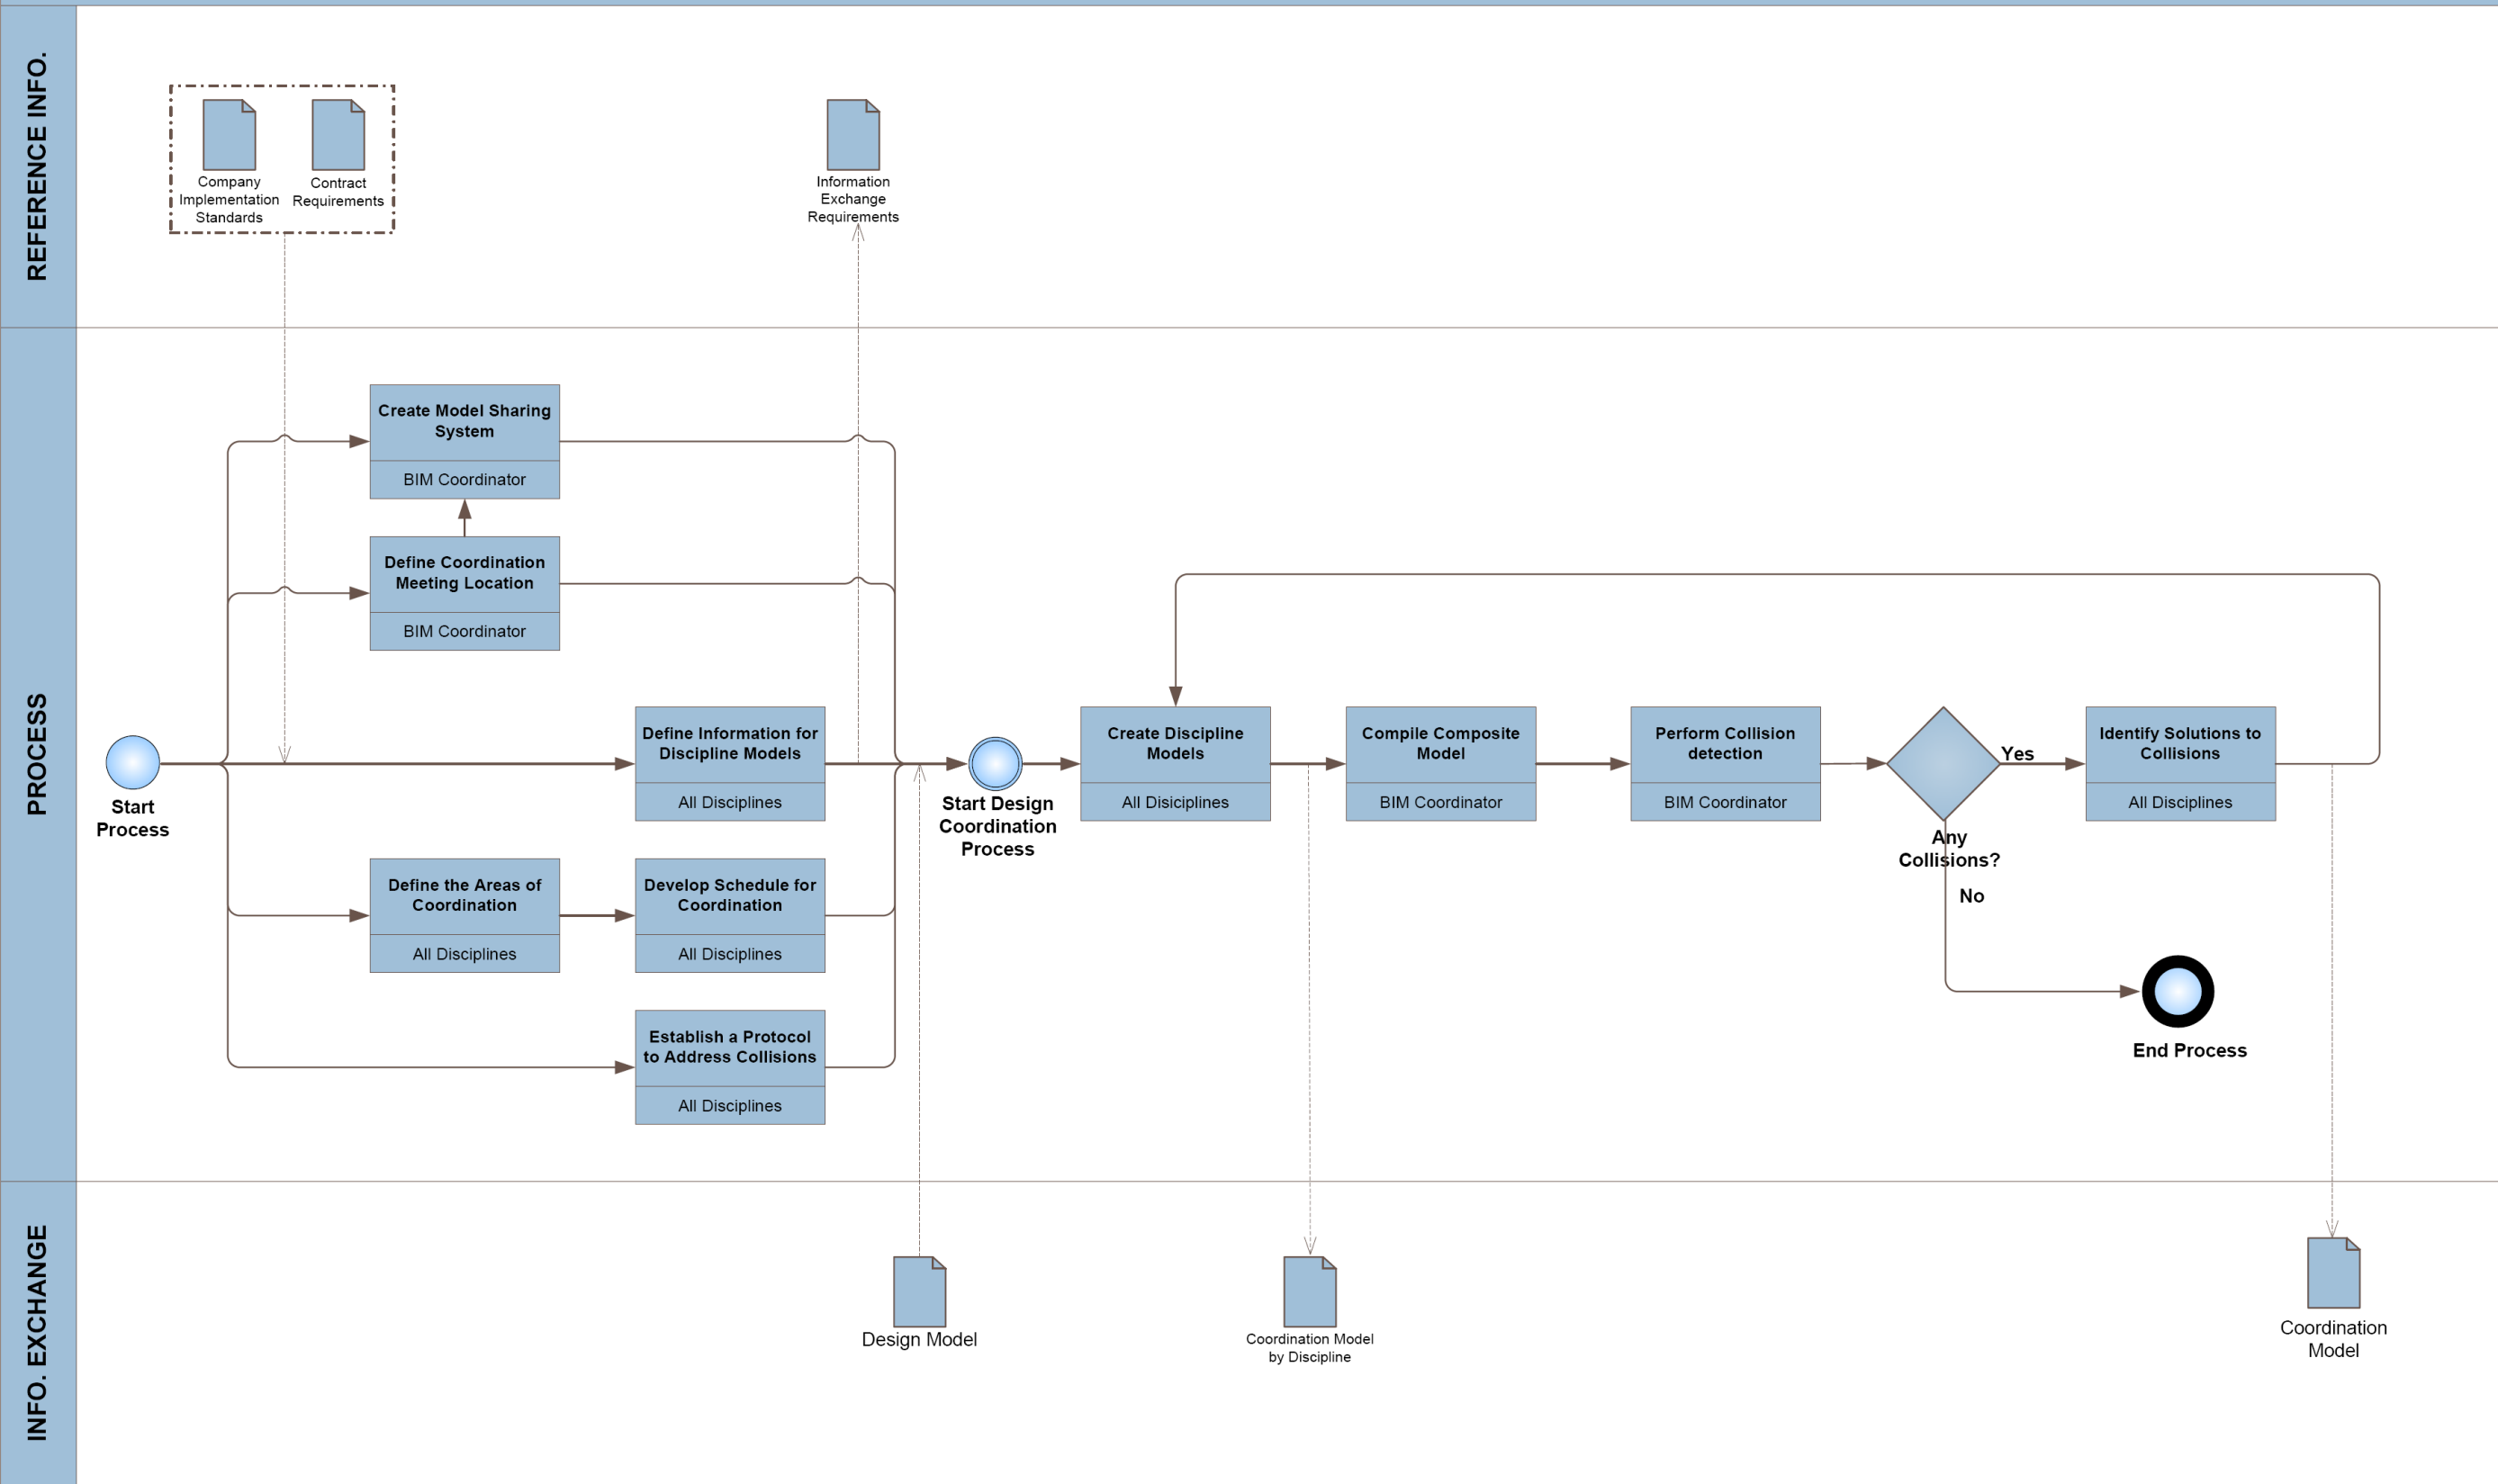 REFERENCE INFO.
Company
Implementation
Standards
Contract
Requirements
Information
Exchange
Requirements
PROCESS
Start
Process
Create Model Sharing
System
BIM Coordinator
Define Coordination
Meeting Location
BIM Coordinator
Define Information for
Discipline Models
All Disciplines
Define the Areas of
Coordination
All Disciplines
Develop Schedule for
Coordination
All Disciplines
Establish a Protocol
to Address Collisions
All Disciplines
Start Design
Coordination
Process
Create Discipline
Models
All Disiciplines
Compile Composite
Model
BIM Coordinator
Perform Collision
detection
BIM Coordinator
Any
Collisions?
Yes
No
Identify Solutions to
Collisions
All Disciplines
End Process
INFO. EXCHANGE
Design Model
Coordination Model
by Discipline
Coordination
Model